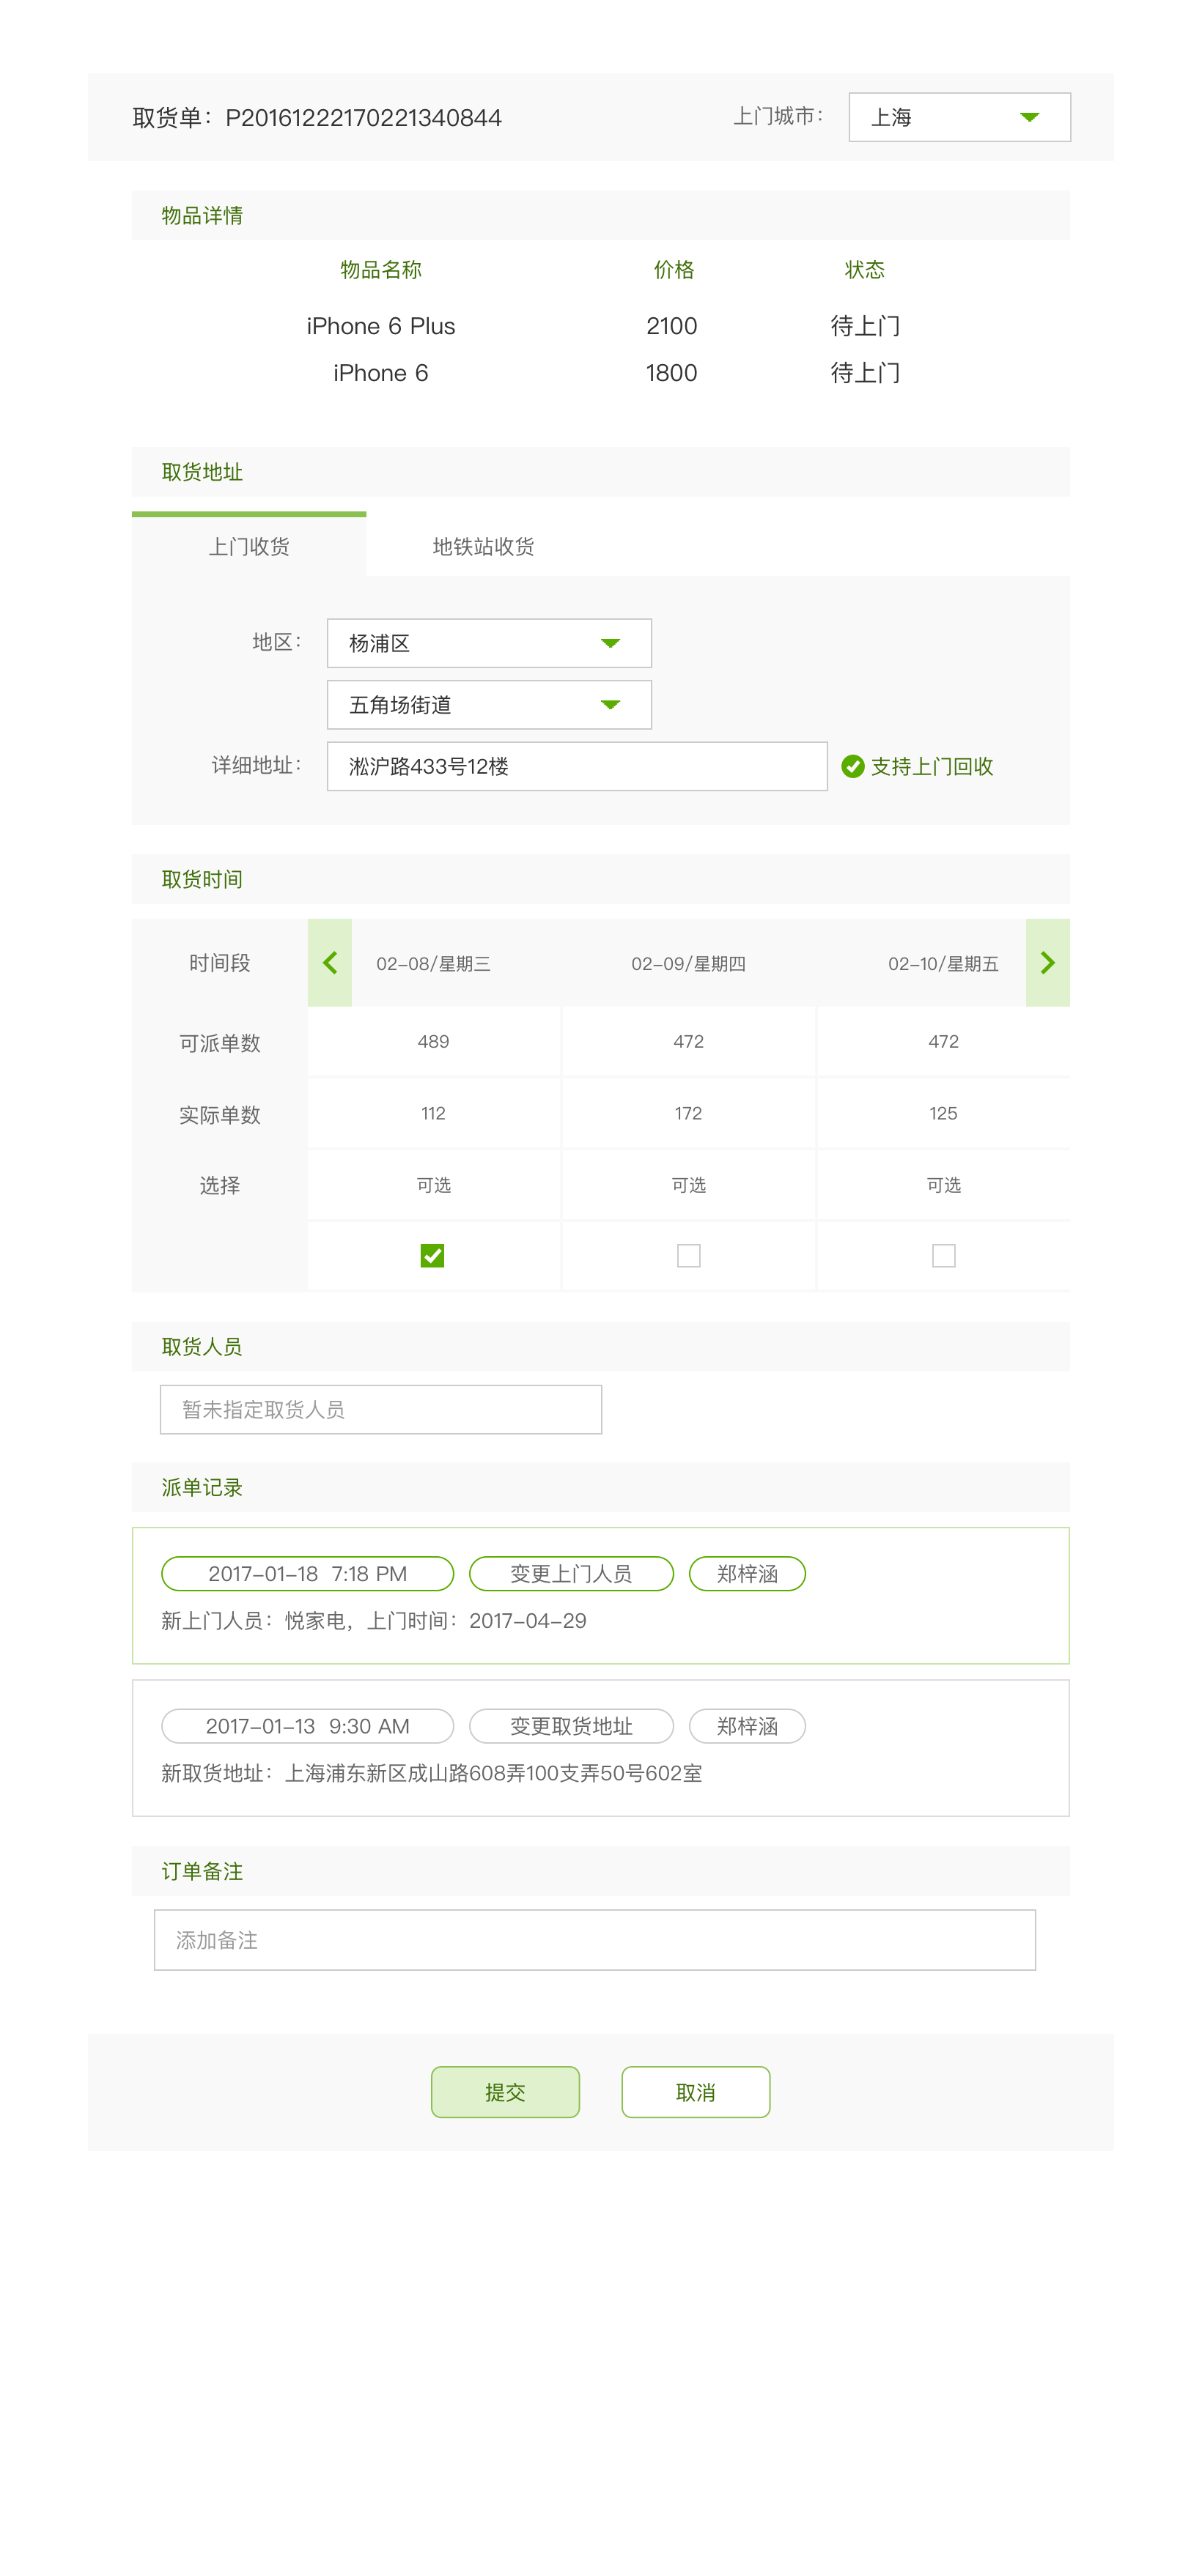 取货单：P20161222170221340844 上门城市： 上海
物品详情
物品名称 价格 状态
iPhone 6 Plus 2100 待上门
iPhone 6 1800 待上门
取货地址
上门收货 地铁站收货
地区： 杨浦区
五角场街道
详细地址： 淞沪路433号12楼 支持上门回收
取货时间
时间段 02-08/星期三 02-09/星期四 02-10/星期五
可派单数 489 472 472
实际单数 112 172 125
选择 可选 可选 可选
取货人员
暂未指定取货人员
派单记录
2017-01-18 7:18 PM 变更上门人员 郑梓涵
新上门人员：悦家电，上门时间：2017-04-29
2017-01-13 9:30 AM 变更取货地址 郑梓涵
新取货地址：上海浦东新区成山路608弄100支弄50号602室
订单备注
添加备注
提交 取消